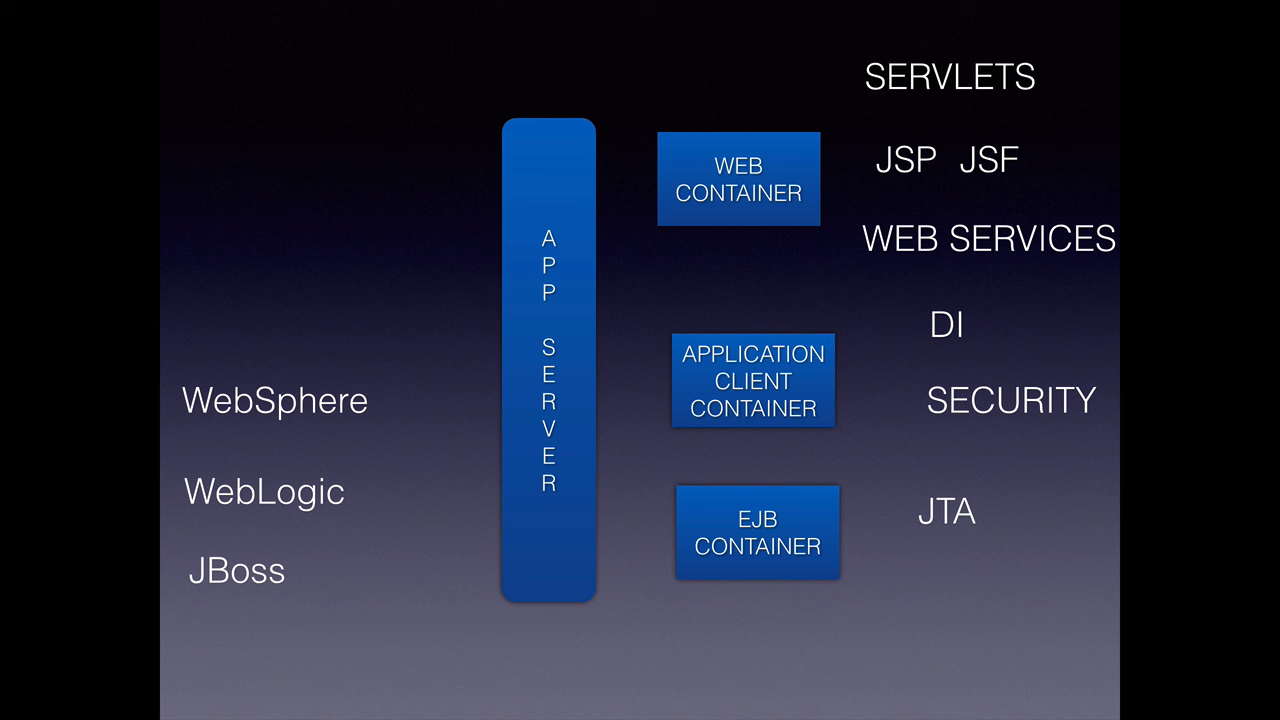 SERVLETS
WEB
CONTAINER
JSP JSF
WEB SERVICES
A
P
P
S
E
R
V
E
R
DI
APPLICATION
CLIENT
CONTAINER
SECURITY
WebSphere
WebLogic
JBoss
EJB
CONTAINER
JTA